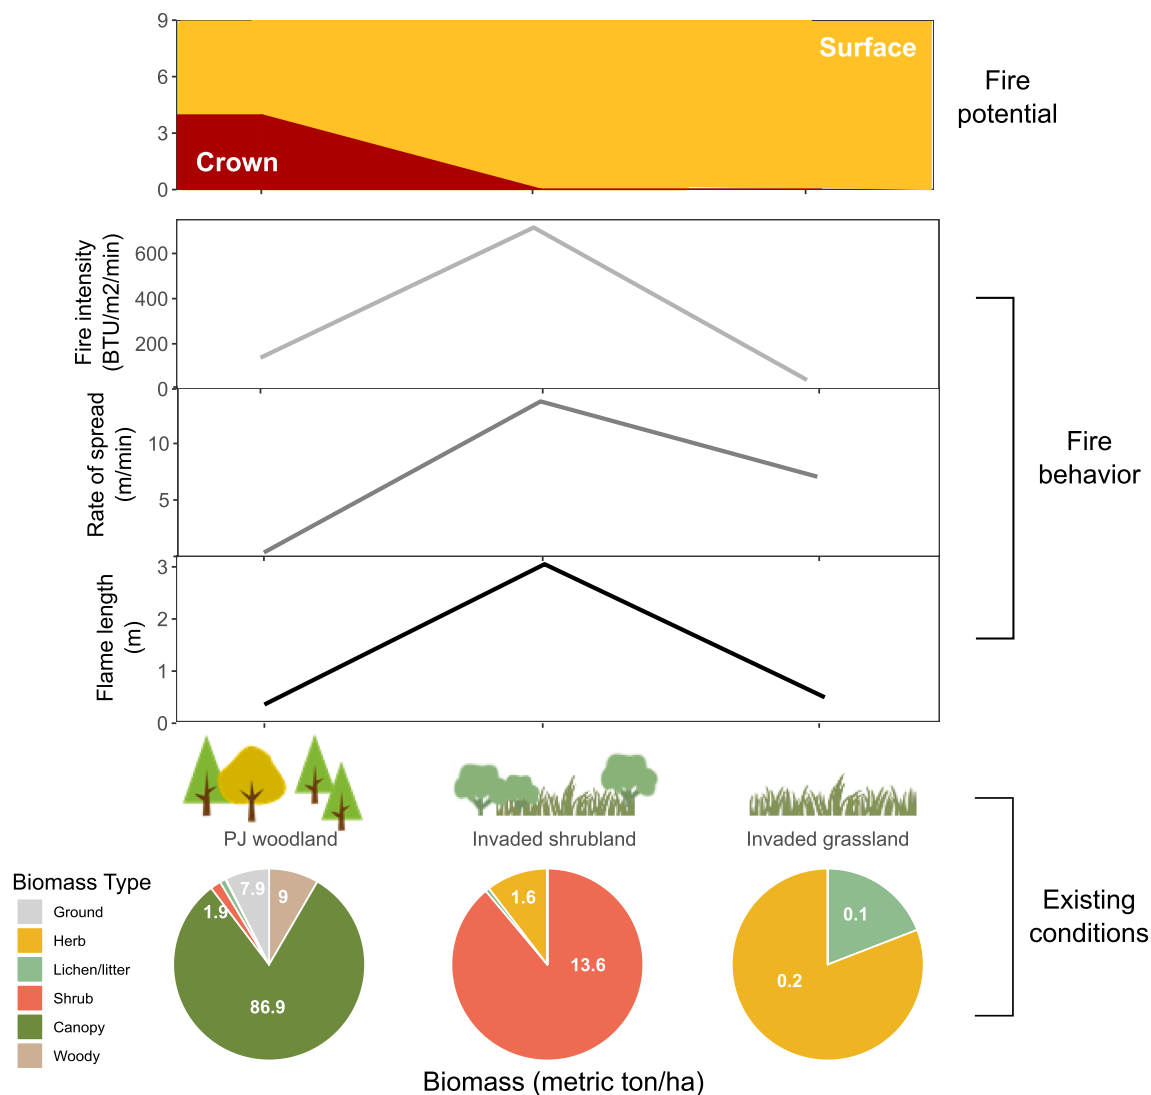 9
6
3
0
Surface
Crown
Fire
potential
Fire intensity
(BTU/m2/min)
600
400
200
0
Rate of spread
(m/min)
10
5
Fire
behavior
Flame length
(m)
3
2
1
0
PJ woodland
Invaded shrubland
Invaded grassland
Biomass Type
Ground
Herb
Lichen/litter
Shrub
Canopy
Woody
7.9
9
1.9
86.9
1.6
13.6
0.1
0.2
Existing
conditions
Biomass (metric ton/ha)